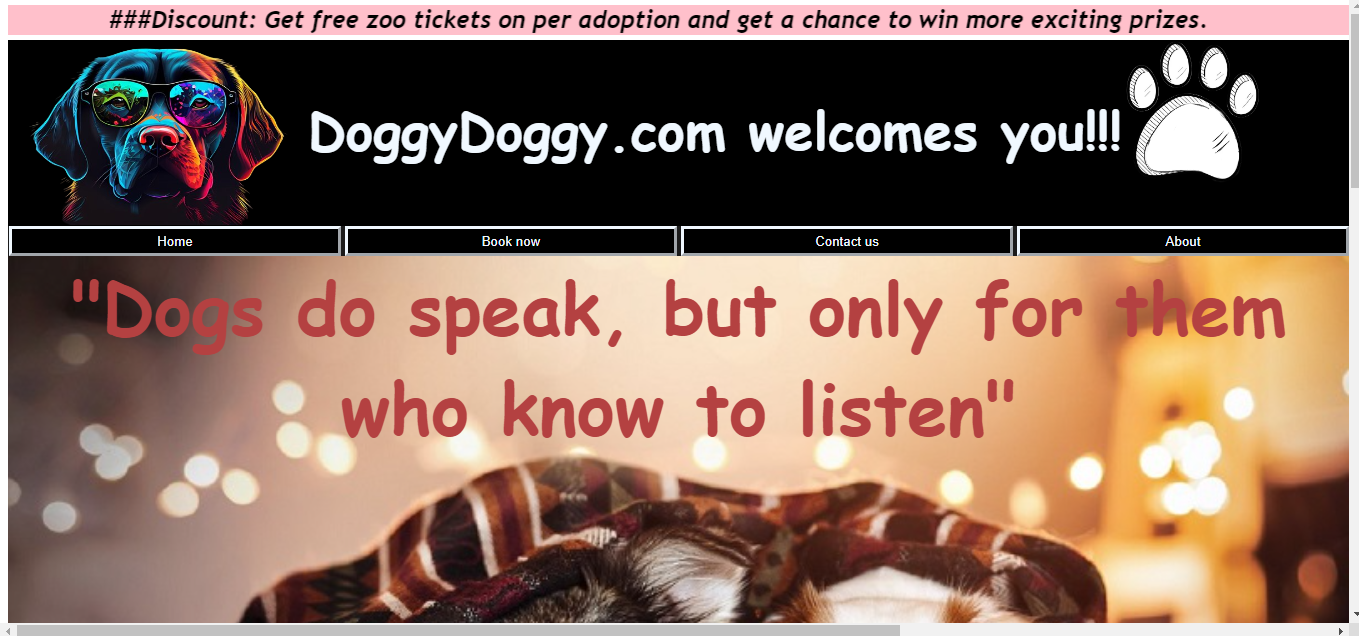 ###Discount: Get free zoo tickets on per adoption and get a chance to win more exciting prizes.
DoggyDoggy.com welcomes you!!!
Home
Book now
Contact us
About
"Dogs do speak, but only for them
who know to listen"